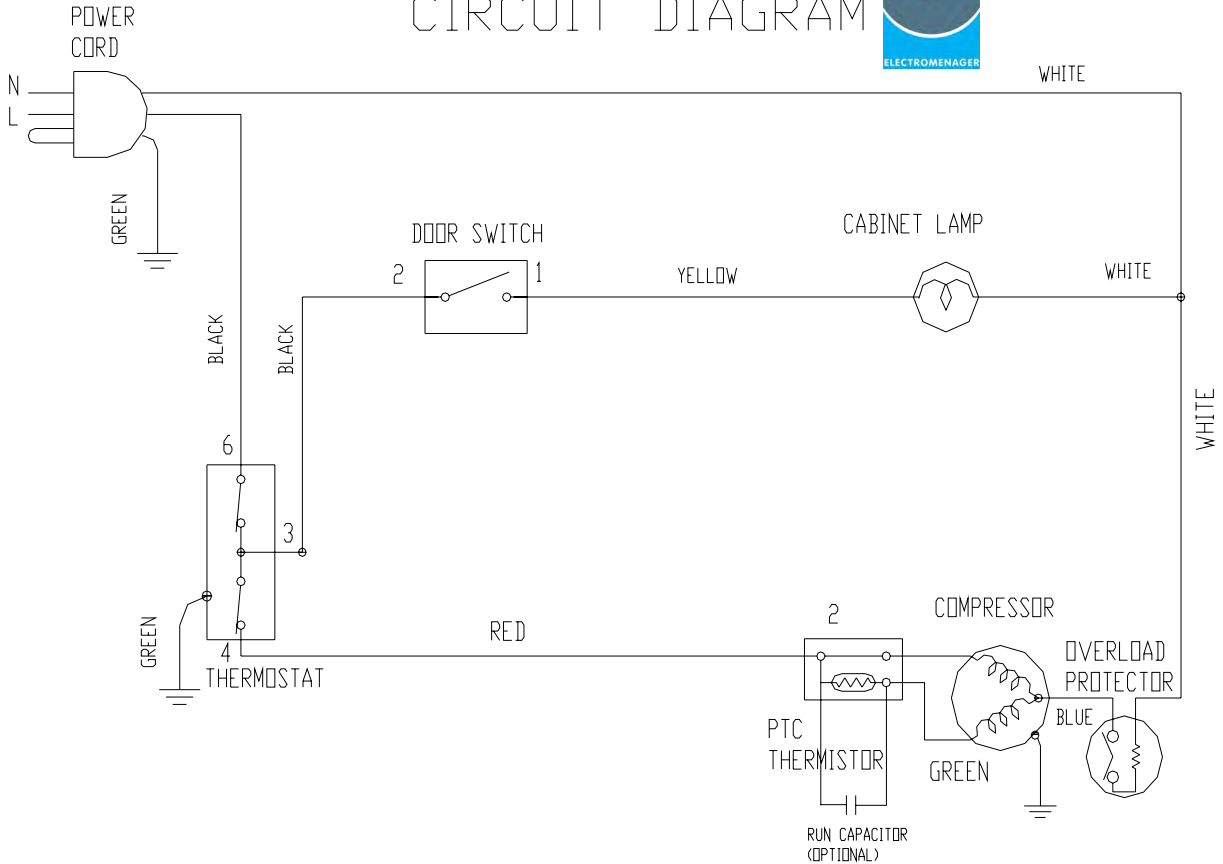 CIRCUIT DIAGRAM
ELECTROMENAGER
POWER
CORD
N
L
WHITE
GREEN
DOOR SWITCH
2
1
YELLOW
CABINET LAMP
WHITE
BLACK
BLACK
WHITE
6
3
4
GREEN
THERMOSTAT
RED
2
COMPRESSOR
OVERLOAD
PROTECTOR
BLUE
PTC
THERMISTOR
GREEN
RUN CAPACITOR
(OPTIONAL)